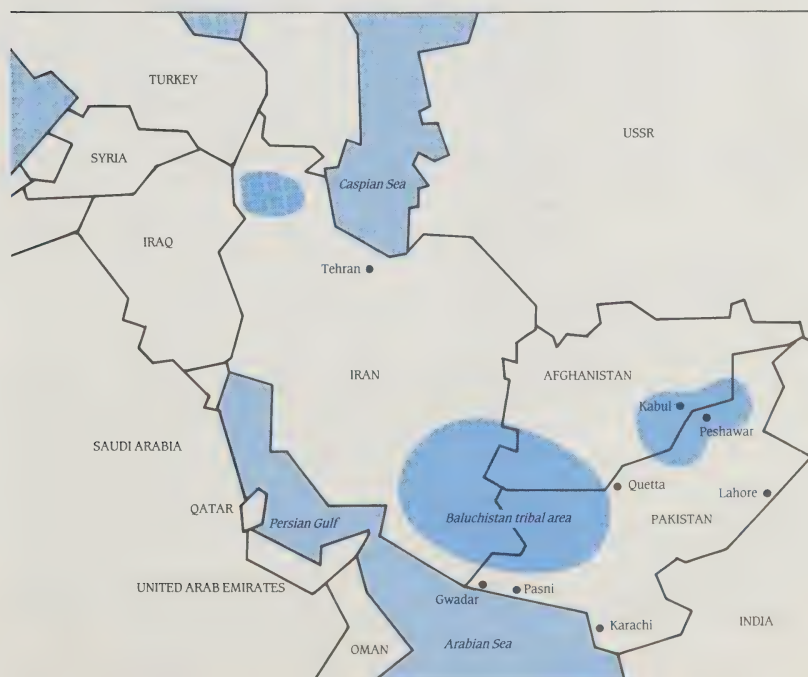 TURKEY
USSR
SYRIA
Caspian Sea
IRAQ
Tehran
IRAN
AFGHANISTAN
Kabul
Peshawar
SAUDI ARABIA
Quetta
Lahore
QATAR
Persian Gulf
Baluchistan tribal area
PAKISTAN
UNITED ARAB EMIRATES
Gwadar
Pasni
Karachi
INDIA
OMAN
Arabian Sea